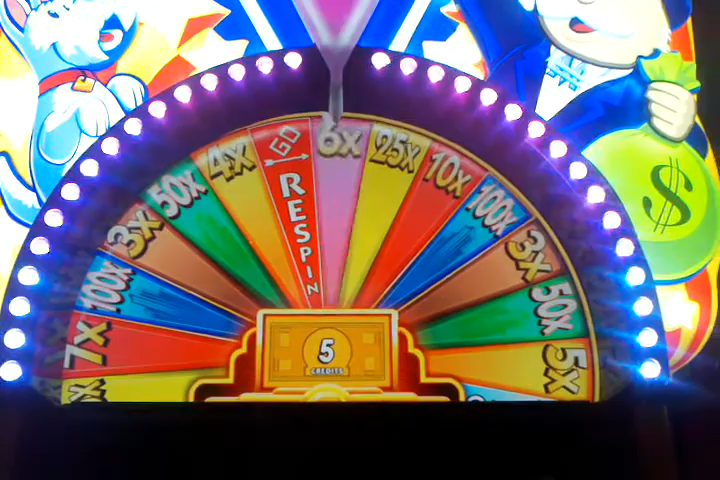 7x
100x
3x
50x
4x
GO
RESPIN
6x
25x
10x
100x
3x
50x
5x
5
CREDITS
$